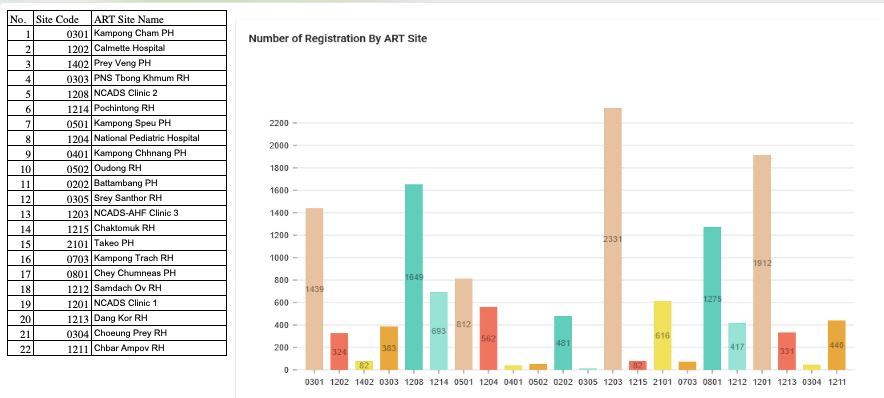 No. Site Code ART Site Name
1 0301 Kampong Cham PH
2 1202 Calmette Hospital
3 1402 Prey Veng PH
4 0303 PNS Tbong Khmum RH
5 1208 NCADS Clinic 2
6 1214 Pochintong RH
7 0501 Kampong Speu PH
8 1204 National Pediatric Hospital
9 0401 Kampong Chhnang PH
10 0502 Oudong RH
11 0202 Battambang PH
12 0305 Srey Santhor RH
13 1203 NCADS-AHF Clinic 3
14 1215 Chaktomuk RH
15 2101 Takeo PH
16 0703 Kampong Trach RH
17 0801 Chey Chumneas PH
18 1212 Samdach Ov RH
19 1201 NCADS Clinic 1
20 1213 Dang Kor RH
21 0304 Choeung Prey RH
22 1211 Chbar Ampov RH
Number of Registration By ART Site
2200
2000
1800
1600
1400
1200
1000
800
600
400
200
0
1439 324 82 383 1649 693 812 562 481 2331 82 616 1275 417 1912 331 440
0301 1202 1402 0303 1208 1214 0501 1204 0401 0502 0202 0305 1203 1215 2101 0703 0801 1212 1201 1213 0304 1211